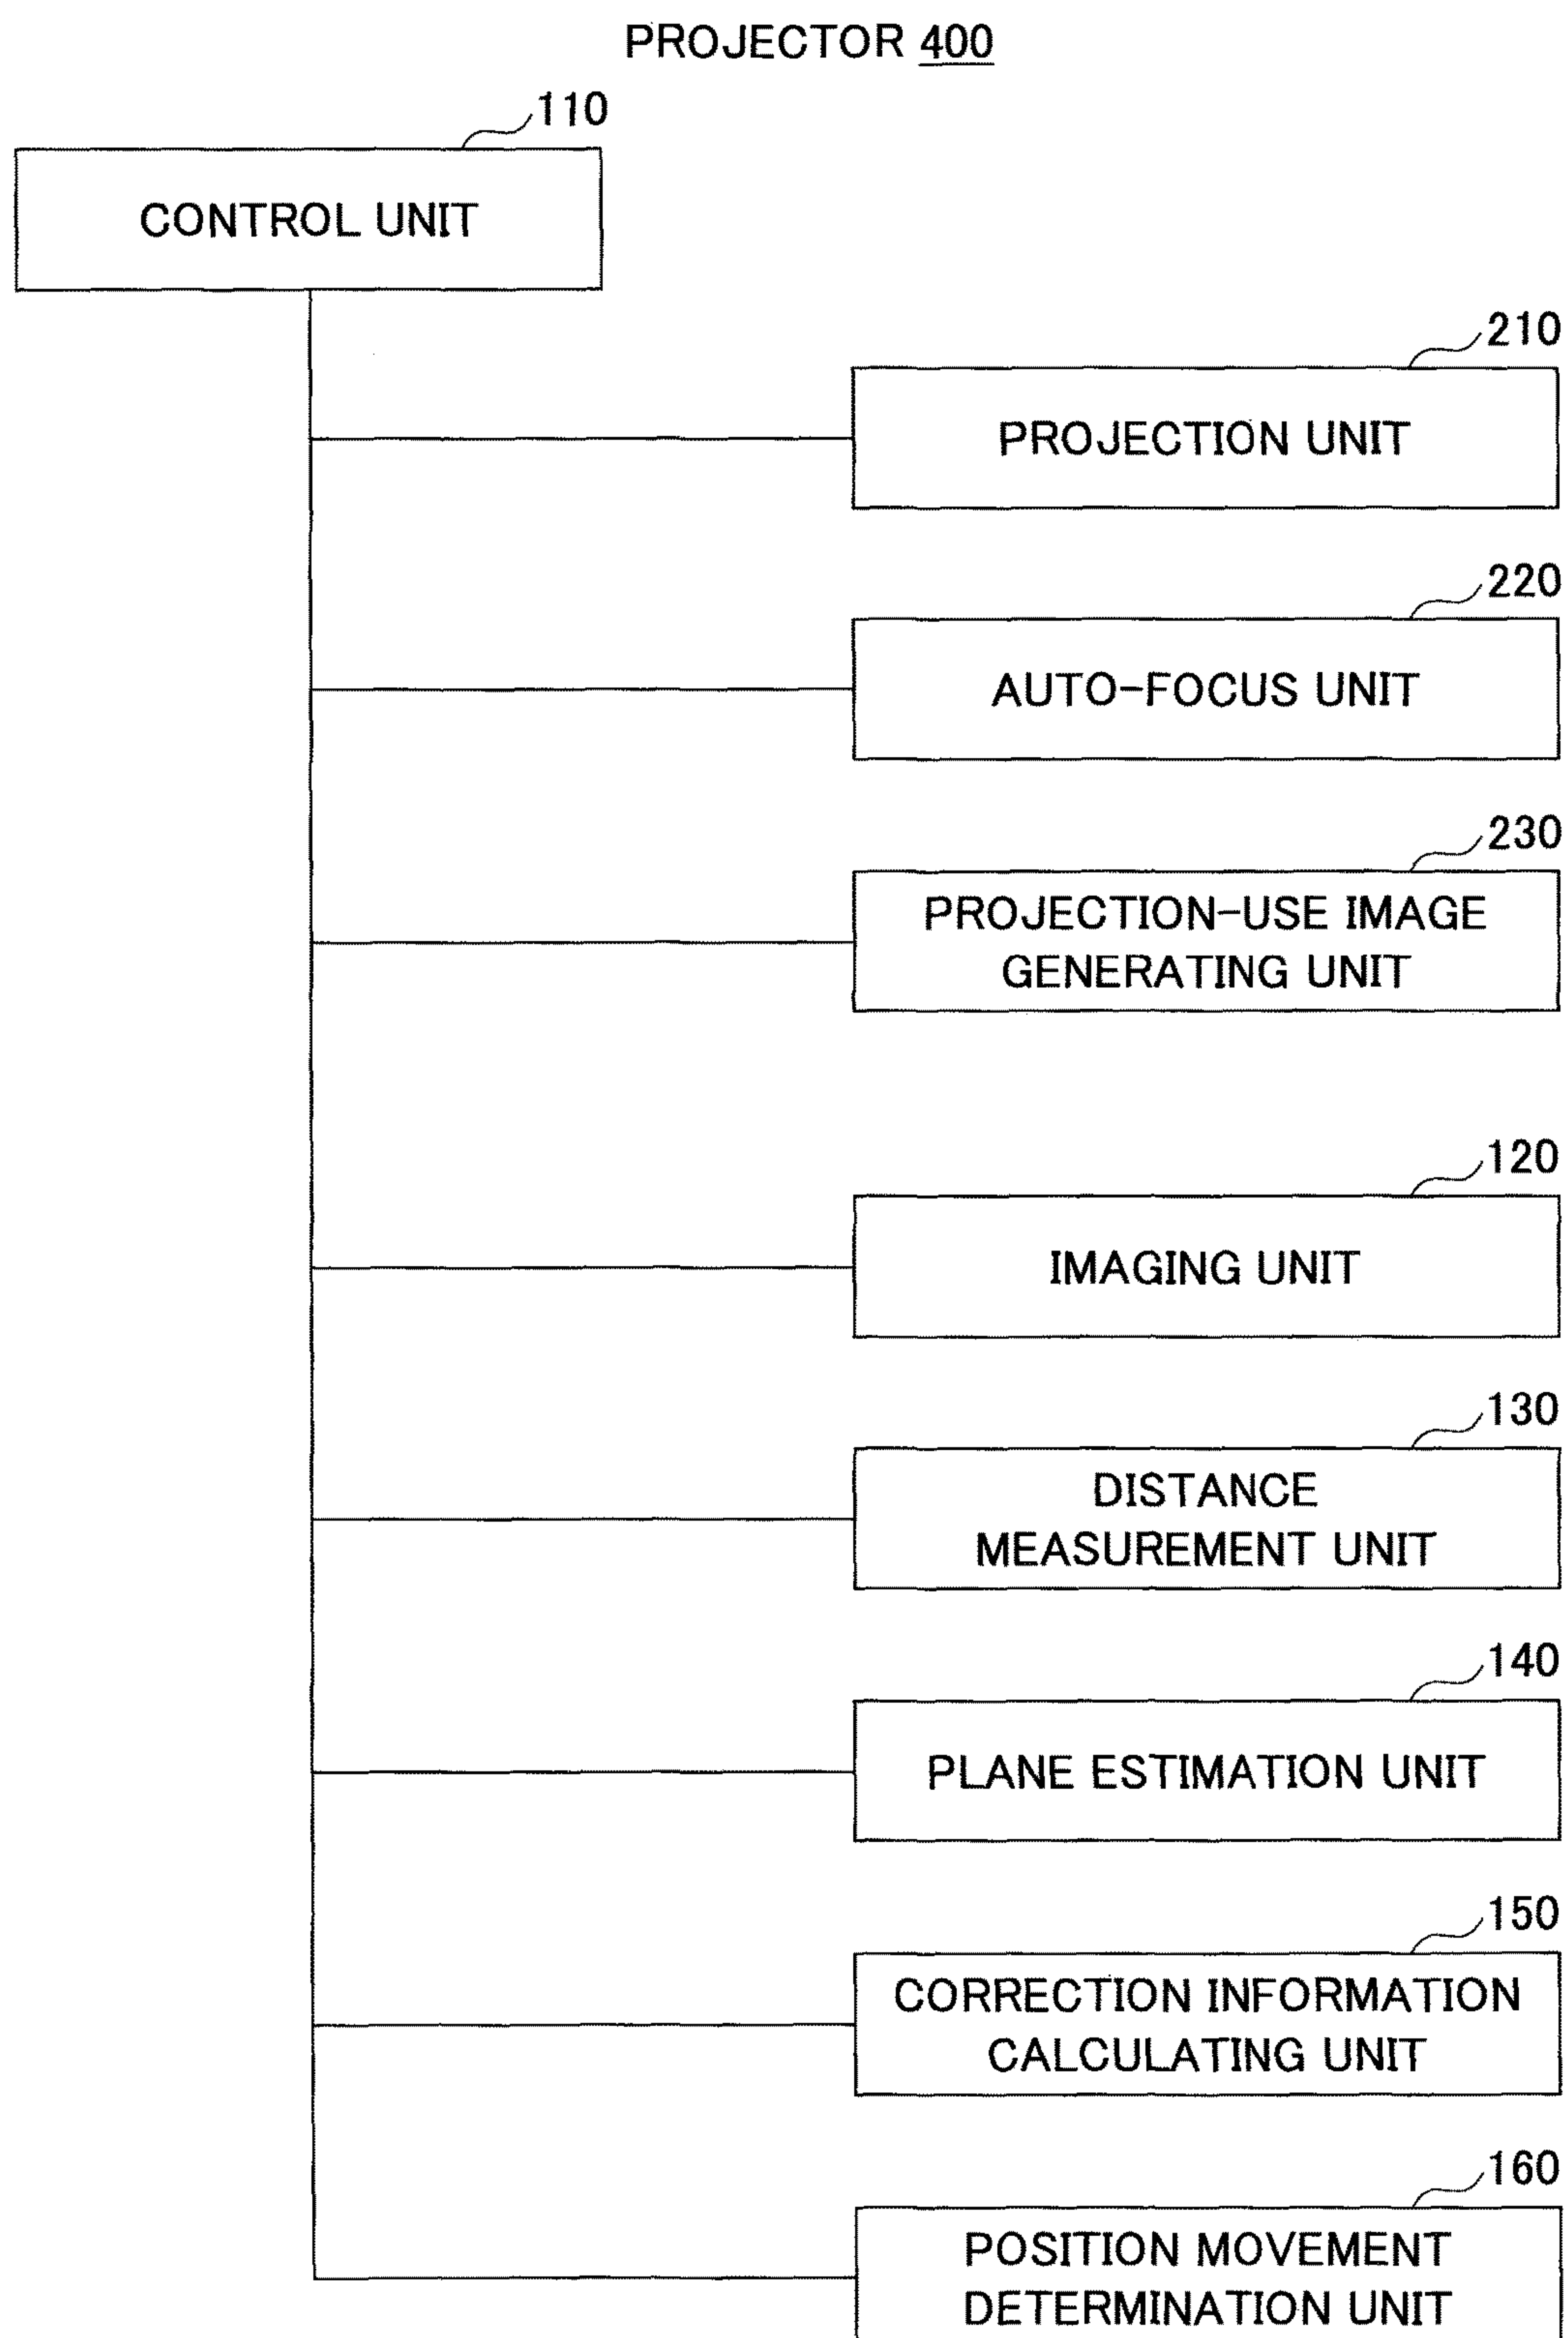 PROJECTOR 400
110
CONTROL UNIT
210
PROJECTION UNIT
220
AUTO-FOCUS UNIT
230
PROJECTION-USE IMAGE
GENERATING UNIT
120
IMAGING UNIT
130
DISTANCE
MEASUREMENT UNIT
140
PLANE ESTIMATION UNIT
150
CORRECTION INFORMATION
CALCULATING UNIT
160
POSITION MOVEMENT
DETERMINATION UNIT